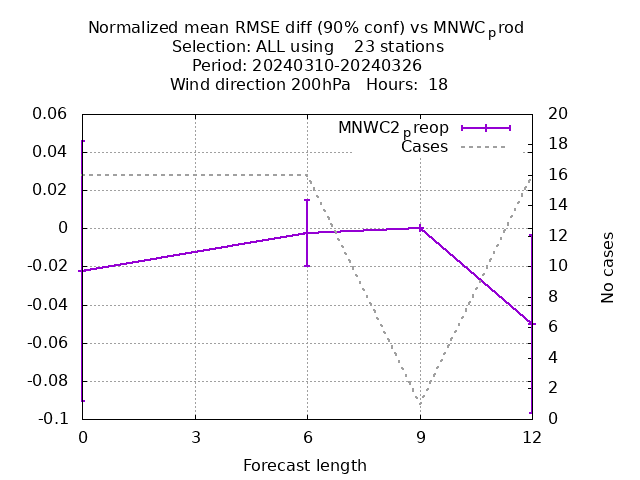 Normalized mean RMSE diff (90% conf) vs MNWCprod
Selection: ALL using    23 stations
Period: 20240310-20240326
Wind direction 200hPa   Hours:  18
MNWC2preop
Cases
0.06
0.04
0.02
0
-0.02
-0.04
-0.06
-0.08
-0.1
20
18
16
14
12
10
8
6
4
2
0
No cases
0 3 6 9 12
Forecast length